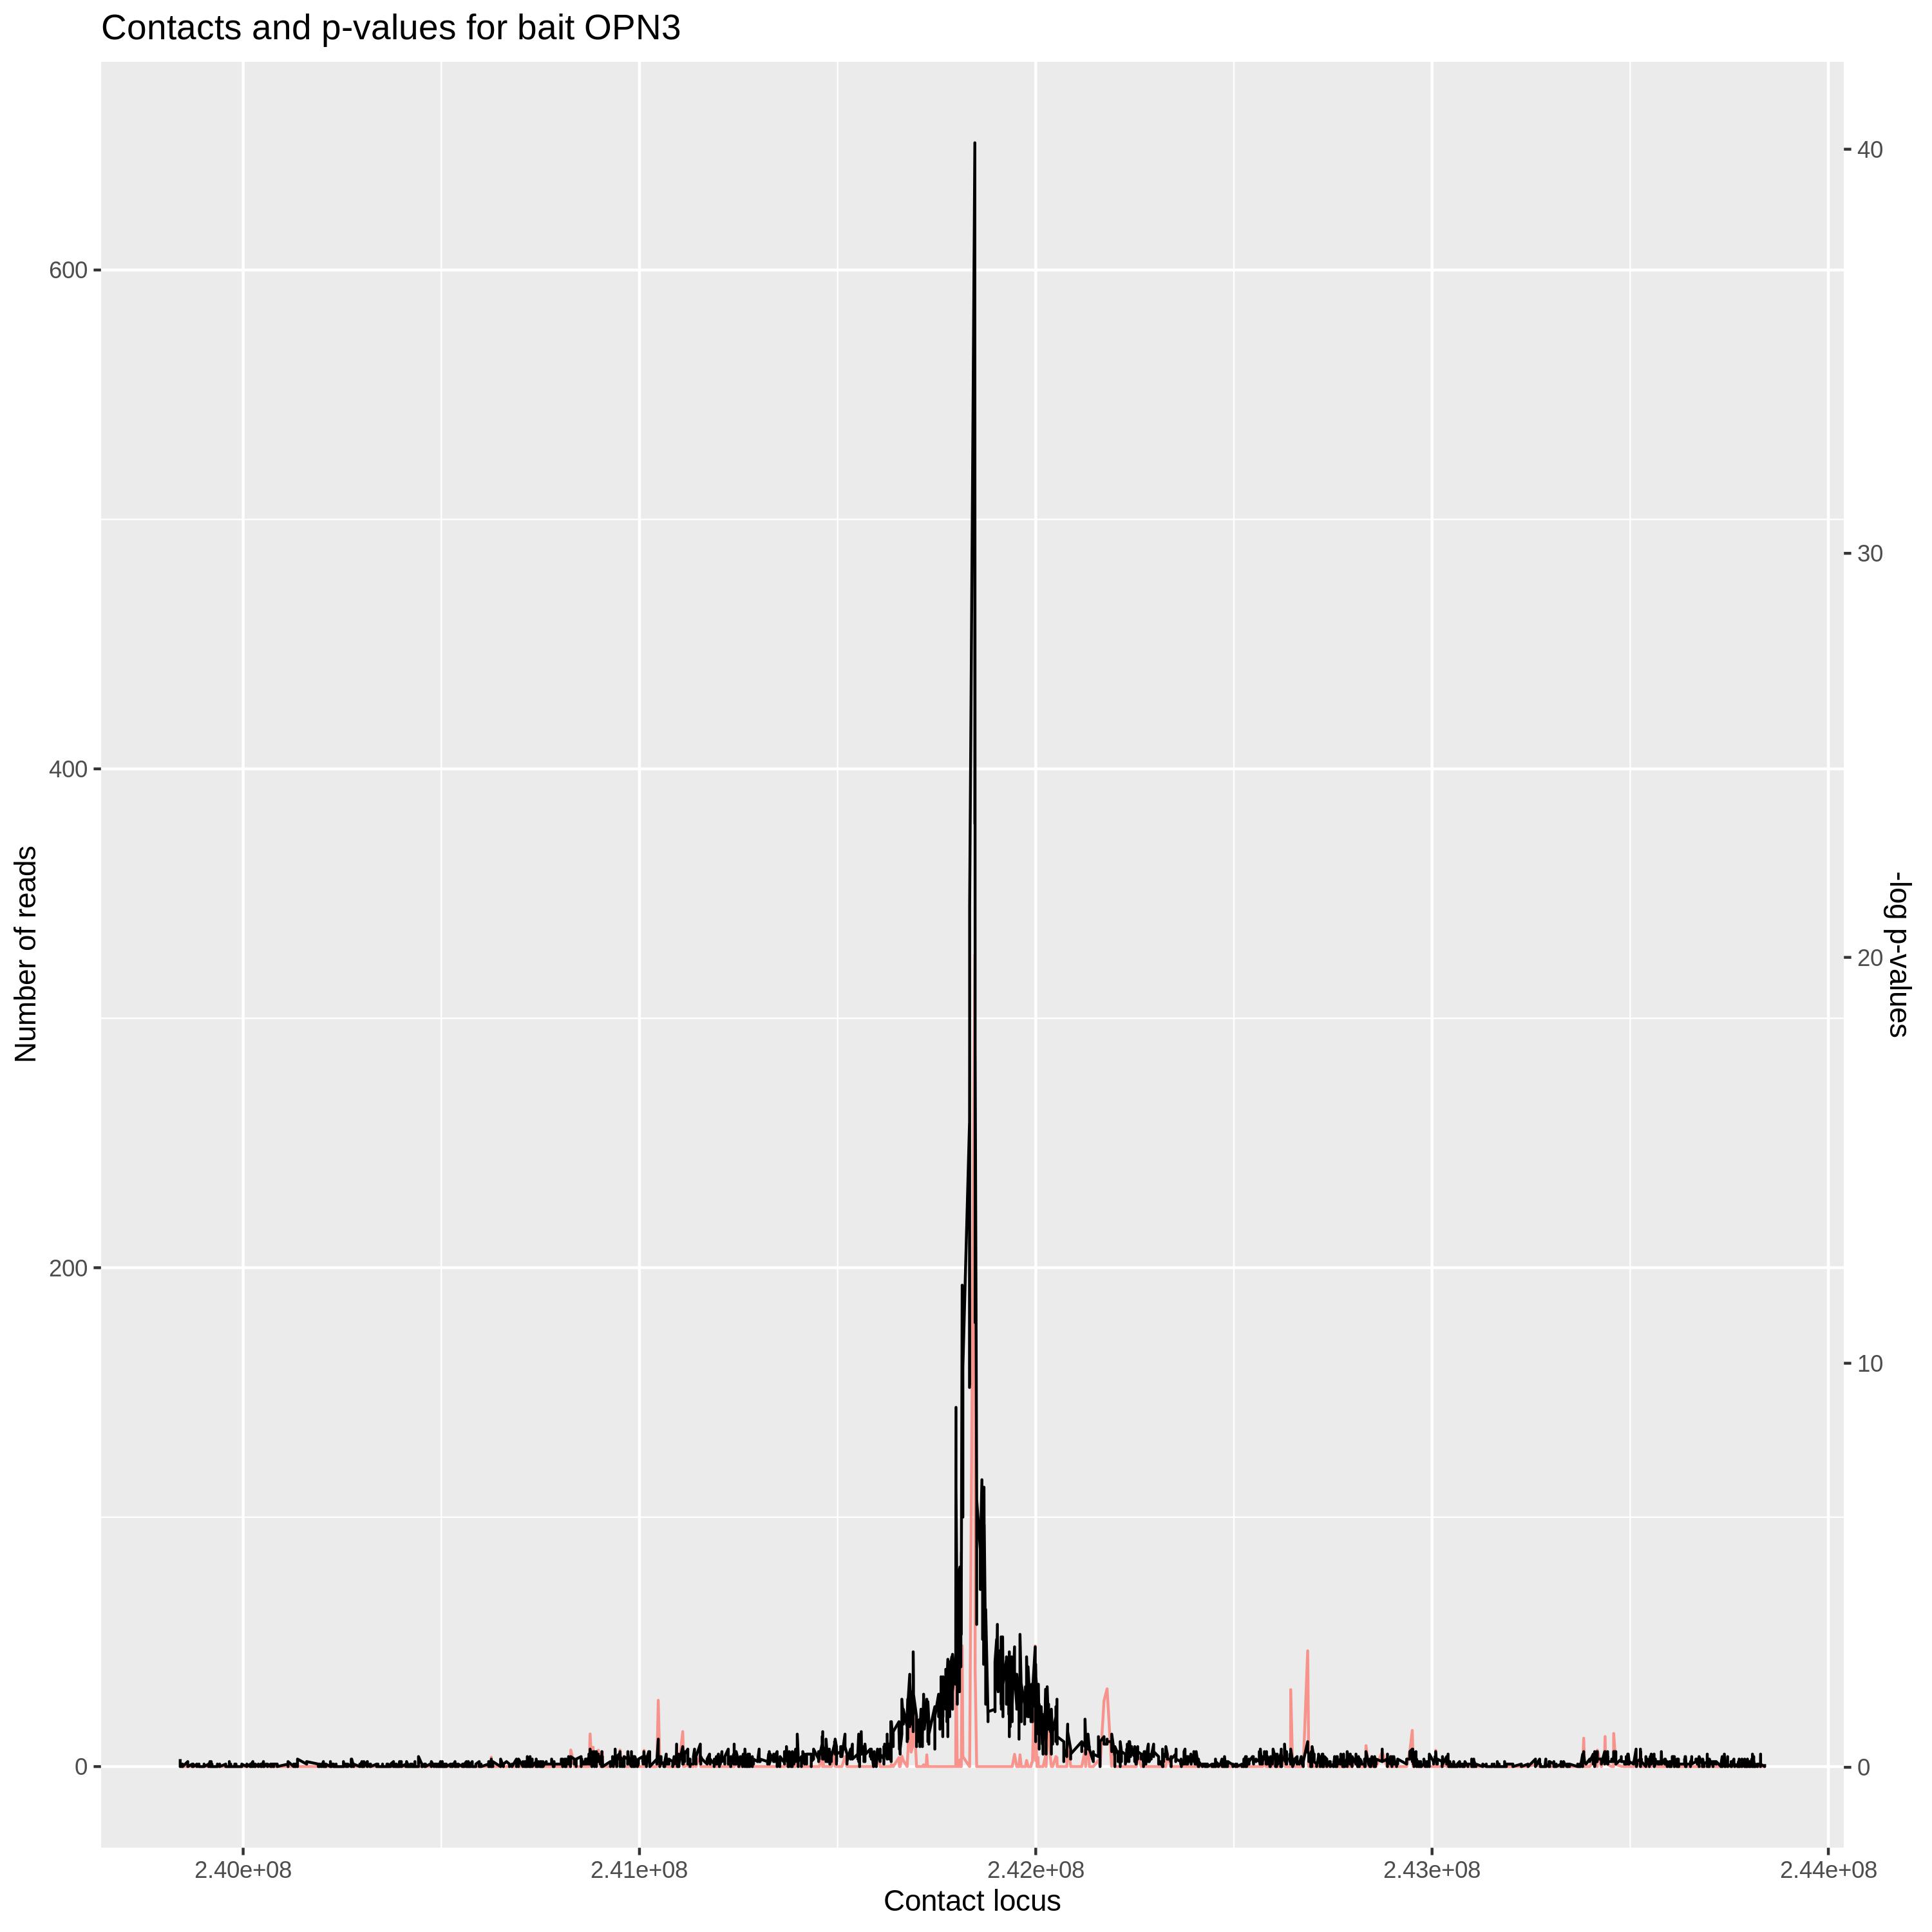 Contacts and p-values for bait OPN3
Number of reads
600
400
200
0
40
30
20
10
0
-log p-values
2.40e+08
2.41e+08
2.42e+08
2.43e+08
2.44e+08
Contact locus